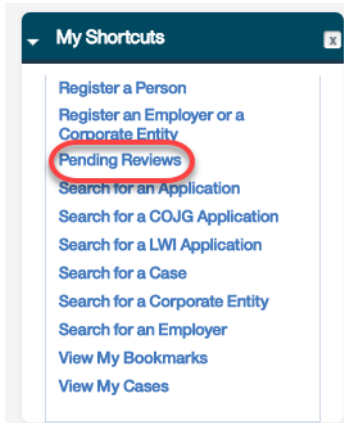 My Shortcuts
x
Register a Person
Register an Employer or a
Corporate Entity
Pending Reviews
Search for an Application
Search for a COJG Application
Search for a LWI Application
Search for a Case
Search for a Corporate Entity
Search for an Employer
View My Bookmarks
View My Cases